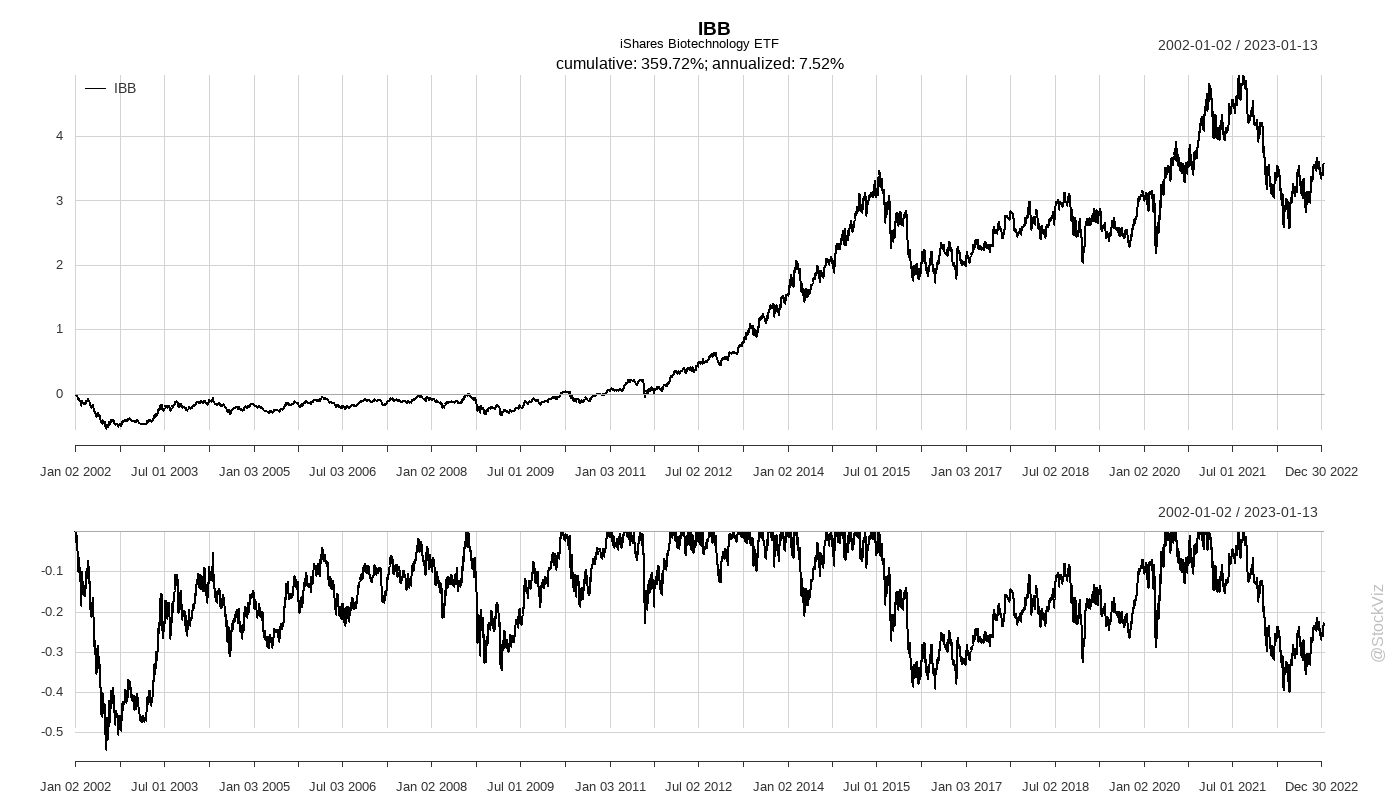 IBB
iShares Biotechnology ETF
2002-01-02 / 2023-01-13
cumulative: 359.72%; annualized: 7.52%
IBB
4
3
2
1
0
Jan 02 2002 Jul 01 2003 Jan 03 2005 Jul 03 2006 Jan 02 2008 Jul 01 2009 Jan 03 2011 Jul 02 2012 Jan 02 2014 Jul 01 2015 Jan 03 2017 Jul 02 2018 Jan 02 2020 Jul 01 2021 Dec 30 2022
2002-01-02 / 2023-01-13
-0.1
-0.2
-0.3
-0.4
-0.5
Jan 02 2002 Jul 01 2003 Jan 03 2005 Jul 03 2006 Jan 02 2008 Jul 01 2009 Jan 03 2011 Jul 02 2012 Jan 02 2014 Jul 01 2015 Jan 03 2017 Jul 02 2018 Jan 02 2020 Jul 01 2021 Dec 30 2022
@StockViz